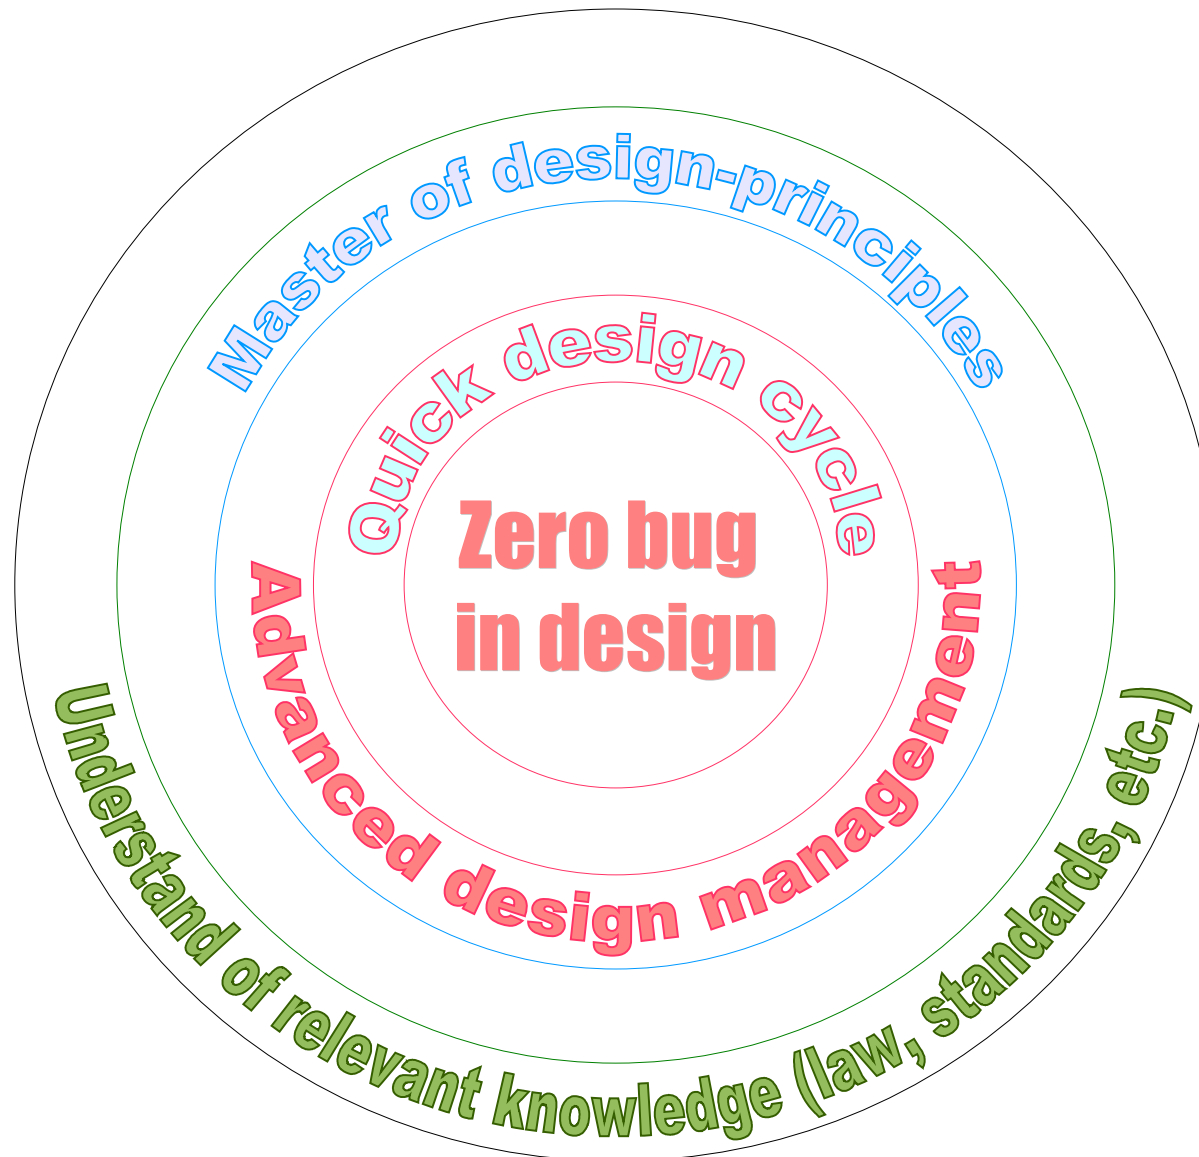 Master of design-principles
Quick design cycle
Zero bug
in design
Advanced design management
Understand of relevant knowledge (law, standards, etc.)